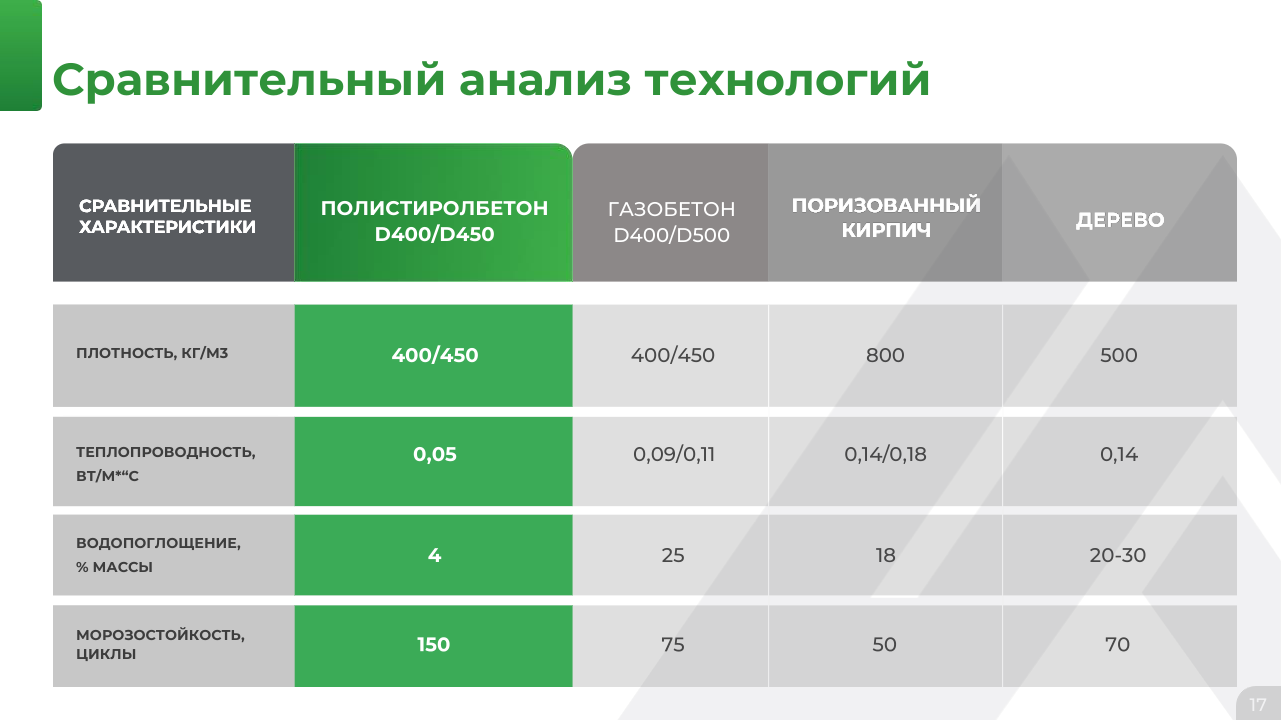 Сравнительный анализ технологий
СРАВНИТЕЛЬНЫЕ
ХАРАКТЕРИСТИКИ
ПОЛИСТИРОЛБЕТОН
D400/D450
ГАЗОБЕТОН
D400/D500
ПОРИЗОВАННЫЙ
КИРПИЧ
ДЕРЕВО
ПЛОТНОСТЬ, КГ/М3
400/450
400/450
800
500
ТЕПЛОПРОВОДНОСТЬ,
ВТ/М*“С
0,05
0,09/0,11
0,14/0,18
0,14
ВОДОПОГЛОЩЕНИЕ,
% МАССЫ
4
25
18
20-30
МОРОЗОСТОЙКОСТЬ,
ЦИКЛЫ
150
75
50
70
17